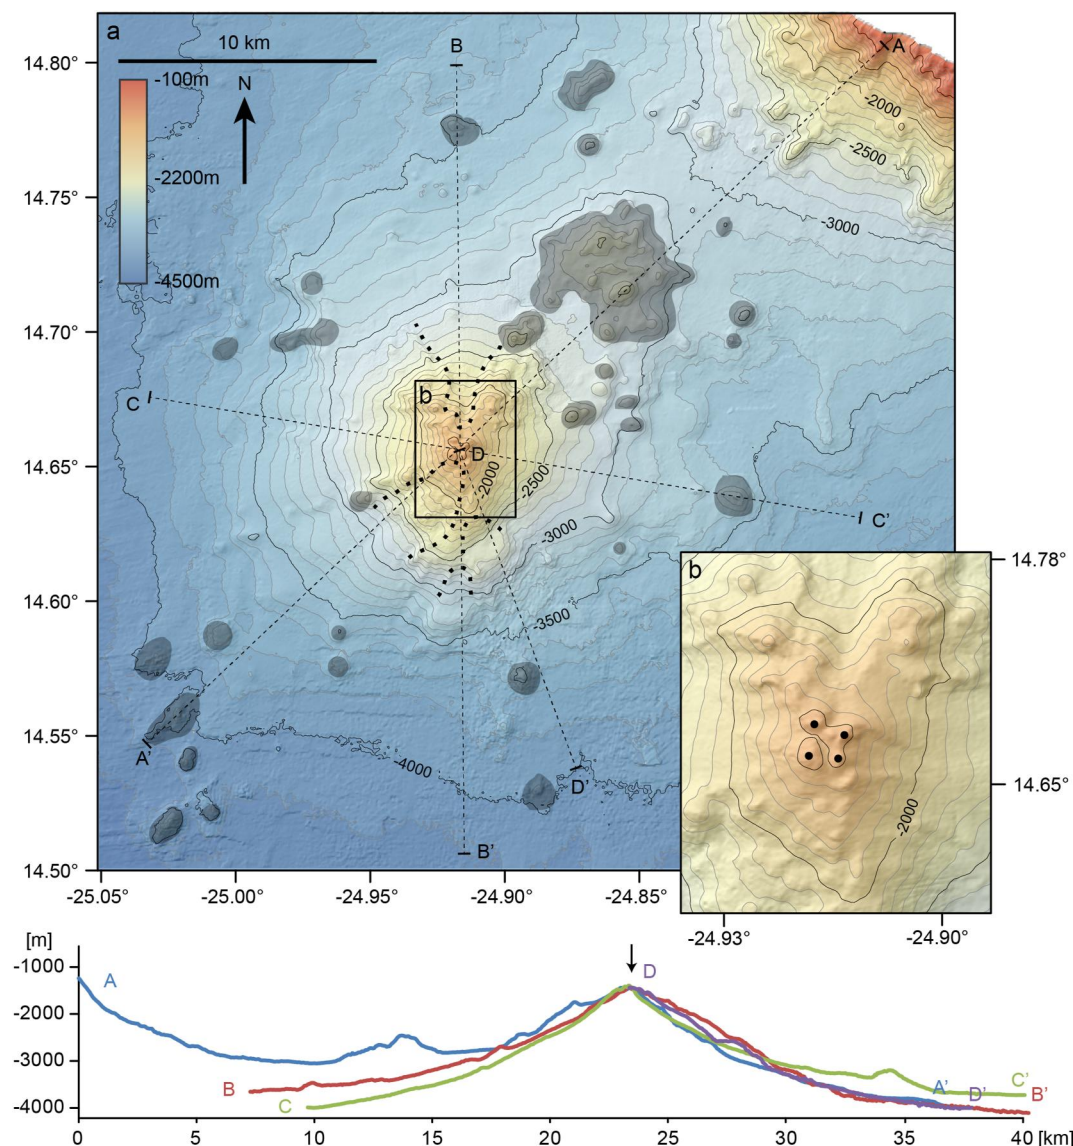 a
10 km
N
-100m
-2200m
-4500m
B
A
-2000
-2500
-3000
14.80°
14.75°
14.70°
14.65°
14.60°
14.55°
14.50°
C
b
D
-2000
-2500
-3000
-3500
-4000
C'
A'
D'
B'
-25.05°
-25.00°
-24.95°
-24.90°
-24.85°
b
14.78°
14.65°
-2000
-24.93°
-24.90°
[m]
-1000
-2000
-3000
-4000
A
B
C
D
A'
D'
C'
B'
0
5
10
15
20
25
30
35
40
[km]